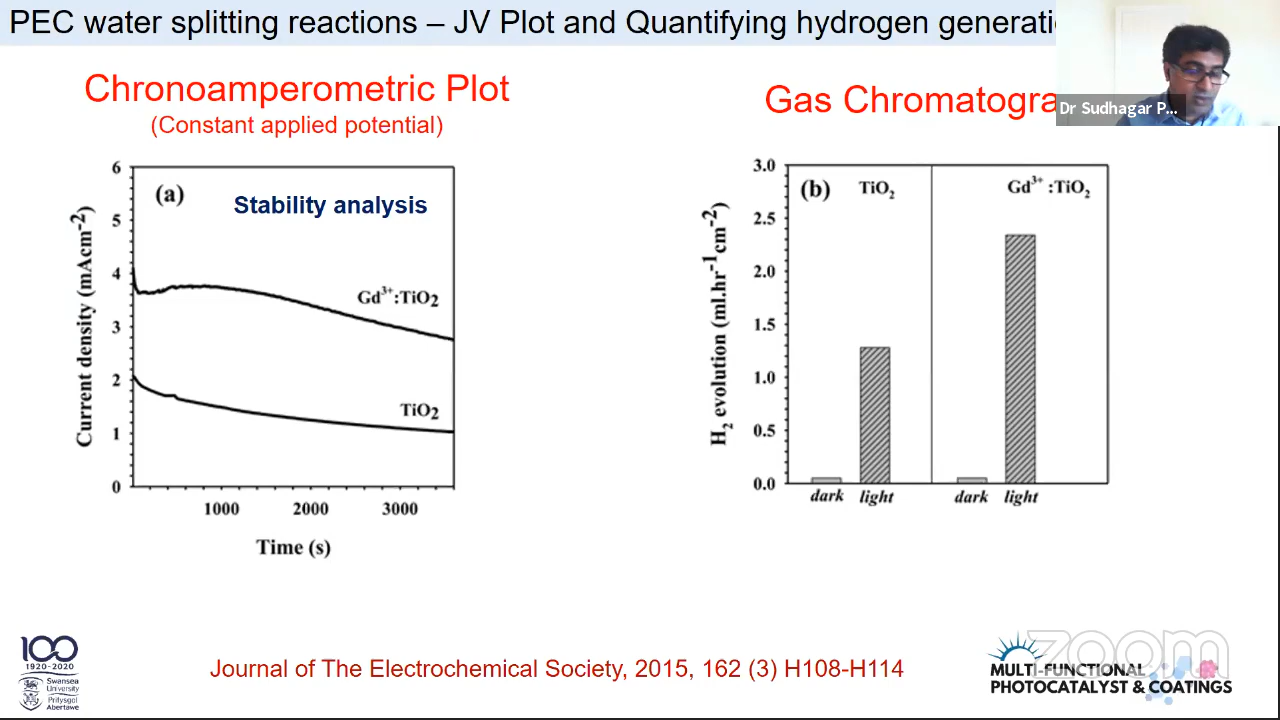 PEC water splitting reactions – JV Plot and Quantifying hydrogen generati
Dr Sudhagar P...
Chronoamperometric Plot
(Constant applied potential)
Gas Chromatogra
(a)
Stability analysis
Current density (mAcm-2)
6
5
4
3
2
1
0
Gd3+:TiO2
TiO2
1000 2000 3000
Time (s)
(b)
TiO2
Gd3+ :TiO2
H2 evolution (ml.hr-1cm-2)
3.0
2.5
2.0
1.5
1.0
0.5
0.0
dark light dark light
100
1920-2020
Swansea
University
Prifysgol
Abertawe
Journal of The Electrochemical Society, 2015, 162 (3) H108-H114
zoom
MULTI-FUNCTIONAL
PHOTOCATALYST & COATINGS